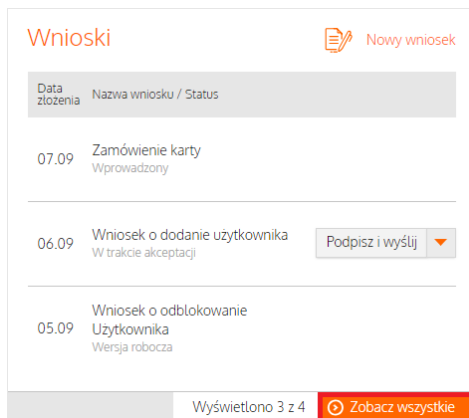 Wnioski
Nowy wniosek
Data złożenia
Nazwa wniosku / Status
07.09
Zamówienie karty
Wprowadzony
06.09
Wniosek o dodanie użytkownika
W trakcie akceptacji
Podpisz i wyślij
05.09
Wniosek o odblokowanie
Użytkownika
Wersja robocza
Wyświetlono 3 z 4
Zobacz wszystkie